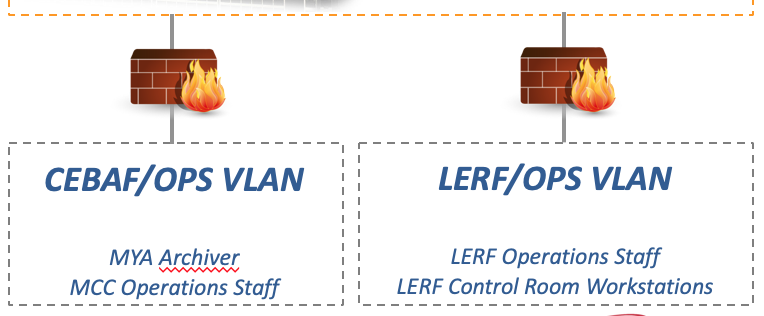 CEBAF/OPS VLAN
MYA Archiver
MCC Operations Staff
LERF/OPS VLAN
LERF Operations Staff
LERF Control Room Workstations